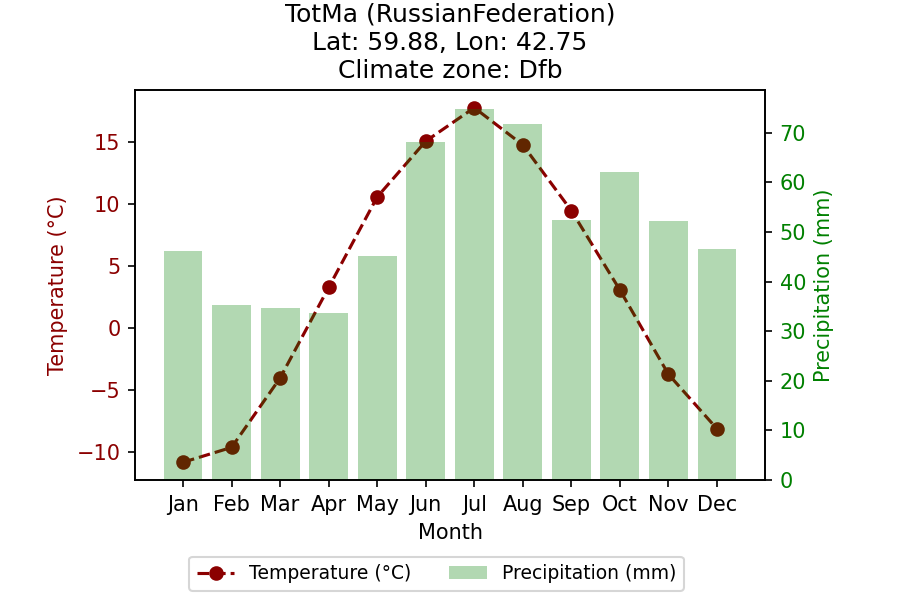 TotMa (RussianFederation)
Lat: 59.88, Lon: 42.75
Climate zone: Dfb
Temperature (°C)
15
10
5
0
−5
−10
70
60
50
40
30
20
10
0
Precipitation (mm)
Jan Feb Mar Apr May Jun Jul Aug Sep Oct Nov Dec
Month
Temperature (°C) Precipitation (mm)